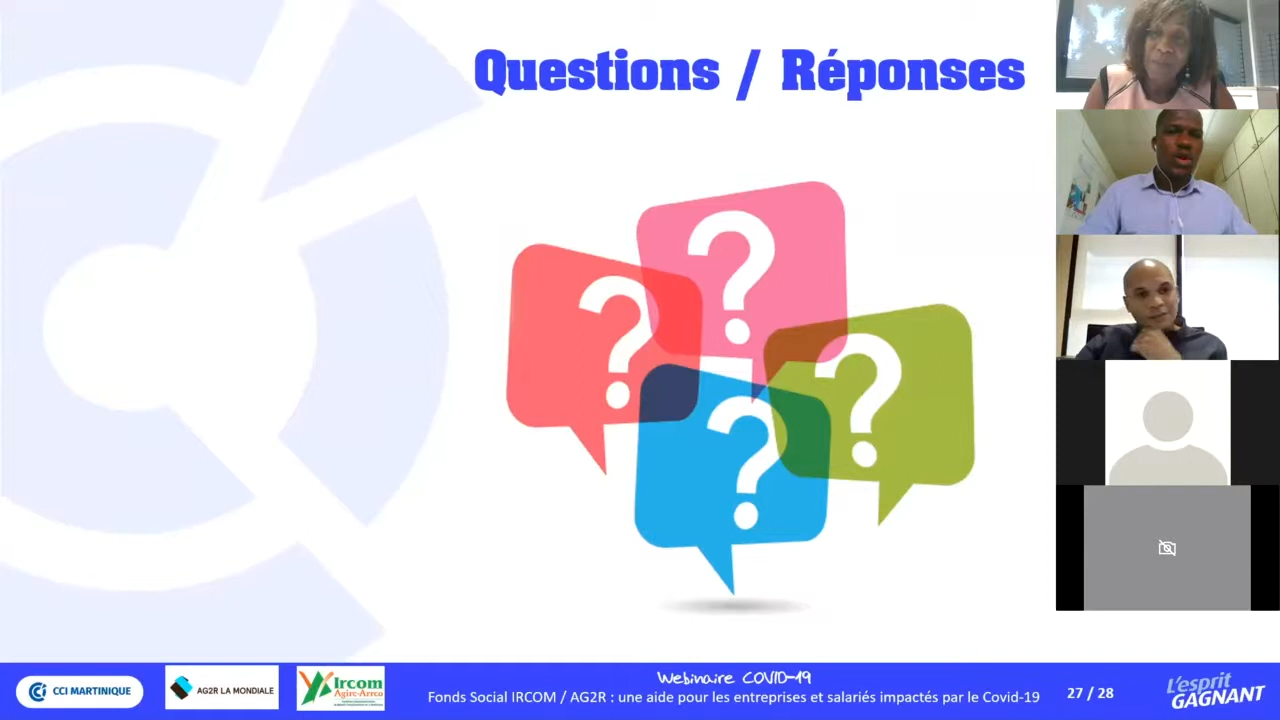 Questions / Réponses
?
?
?
?
CCI MARTINIQUE
AG2R LA MONDIALE
Ircom
Agirc-Arrco
Webinaire COVID-19
Fonds Social IRCOM / AG2R : une aide pour les entreprises et salariés impactés par le Covid-19
27 / 28
L'esprit
GAGNANT